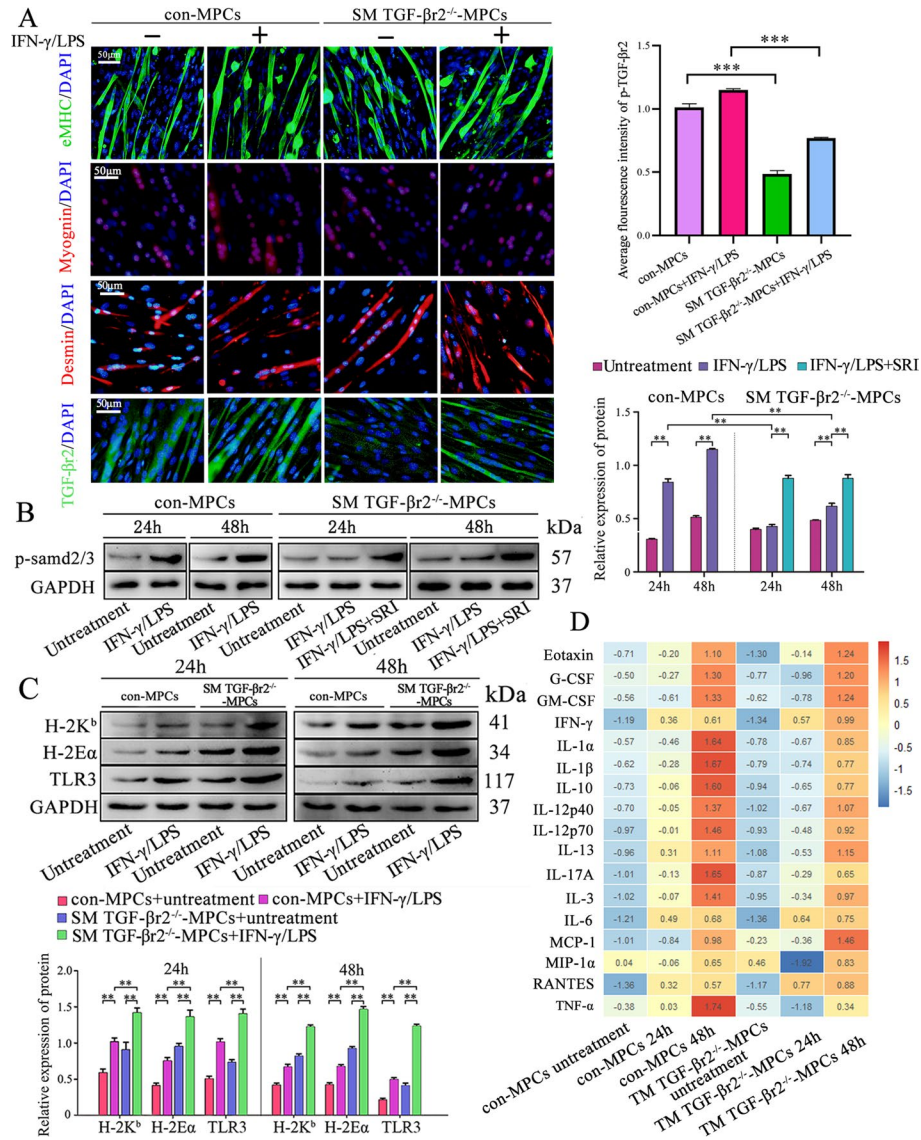 A
con-MPCs
SM TGF-βr2⁻/⁻-MPCs
IFN-γ/LPS
−
+
−
+
50μm
eMHC/DAPI
50μm
Myognin/DAPI
50μm
Desmin/DAPI
50μm
TGF-βr2/DAPI
Average flourescence intensity of p-TGF-βr2
1.5
1.0
0.5
0.0
***
***
con-MPCs
con-MPCs+IFN-γ/LPS
SM TGF-βr2⁻/⁻-MPCs
SM TGF-βr2⁻/⁻-MPCs+IFN-γ/LPS
B
con-MPCs
SM TGF-βr2⁻/⁻-MPCs
24h
48h
24h
48h
kDa
p-samd2/3
57
GAPDH
37
Untreatment
IFN-γ/LPS
Untreatment
IFN-γ/LPS
Untreatment
IFN-γ/LPS
IFN-γ/LPS+SRI
Untreatment
IFN-γ/LPS
IFN-γ/LPS+SRI
Untreatment IFN-γ/LPS IFN-γ/LPS+SRI
con-MPCs SM TGF-βr2⁻/⁻-MPCs
Relative expression of protein
1.5
1.0
0.5
0
** ** ** ** ** ** **
24h 48h 24h 48h
C
24h
48h
con-MPCs
SM TGF-βr2⁻/⁻
-MPCs
con-MPCs
SM TGF-βr2⁻/⁻
-MPCs
kDa
H-2Kᵇ
41
H-2Eα
34
TLR3
117
GAPDH
37
Untreatment
IFN-γ/LPS
Untreatment
IFN-γ/LPS
Untreatment
IFN-γ/LPS
Untreatment
IFN-γ/LPS
con-MPCs+untreatment con-MPCs+IFN-γ/LPS
SM TGF-βr2⁻/⁻-MPCs+untreatment
SM TGF-βr2⁻/⁻-MPCs+IFN-γ/LPS
Relative expression of protein
2.0
1.5
1.0
0.5
0
24h 48h
** ** ** ** ** **
** ** ** ** ** ** ** ** ** ** ** **
H-2Kᵇ H-2Eα TLR3 H-2Kᵇ H-2Eα TLR3
D
Eotaxin -0.71 -0.20 1.10 -1.30 -0.14 1.24
G-CSF -0.50 -0.27 1.30 -0.77 -0.96 1.20
GM-CSF -0.56 -0.61 1.33 -0.62 -0.78 1.24
IFN-γ -1.19 0.36 0.61 -1.34 0.57 0.99
IL-1α -0.57 -0.46 1.64 -0.78 -0.67 0.85
IL-1β -0.62 -0.28 1.67 -0.79 -0.74 0.77
IL-10 -0.73 -0.06 1.60 -0.94 -0.65 0.77
IL-12p40 -0.70 -0.05 1.37 -1.02 -0.67 1.07
IL-12p70 -0.97 -0.01 1.46 -0.93 -0.48 0.92
IL-13 -0.96 0.31 1.11 -1.08 -0.53 1.15
IL-17A -1.01 -0.13 1.65 -0.87 -0.29 0.65
IL-3 -1.02 -0.07 1.41 -0.95 -0.34 0.97
IL-6 -1.21 0.49 0.68 -1.36 0.64 0.75
MCP-1 -1.01 -0.84 0.98 -0.23 -0.36 1.46
MIP-1α 0.04 -0.06 0.65 0.46 -1.92 0.83
RANTES -1.36 0.32 0.57 -1.17 0.77 0.88
TNF-α -0.38 0.03 1.74 -0.55 -1.18 0.34
con-MPCs untreatment
con-MPCs 24h
con-MPCs 48h
TM TGF-βr2⁻/⁻-MPCs
untreatment
TM TGF-βr2⁻/⁻-MPCs 24h
TM TGF-βr2⁻/⁻-MPCs 48h
1.5
1
0.5
0
-0.5
-1
-1.5